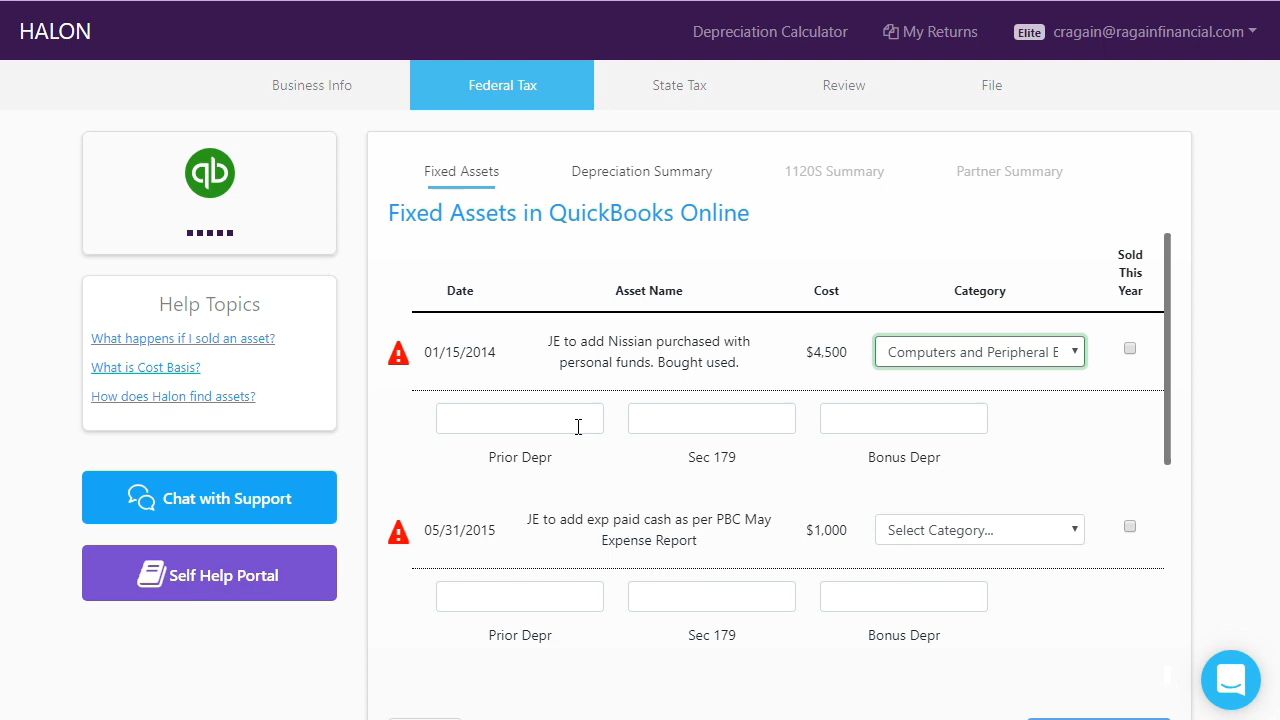 HALON
Depreciation Calculator
My Returns
Elite
cragain@ragainfinancial.com
Business Info
Federal Tax
State Tax
Review
File
qb
Help Topics
What happens if I sold an asset?
What is Cost Basis?
How does Halon find assets?
Chat with Support
Self Help Portal
Fixed Assets
Depreciation Summary
1120S Summary
Partner Summary
Fixed Assets in QuickBooks Online
Date
Asset Name
Cost
Category
Sold
This
Year
01/15/2014
JE to add Nissian purchased with
personal funds. Bought used.
$4,500
Computers and Peripheral E
Prior Depr
Sec 179
Bonus Depr
05/31/2015
JE to add exp paid cash as per PBC May
Expense Report
$1,000
Select Category...
Prior Depr
Sec 179
Bonus Depr